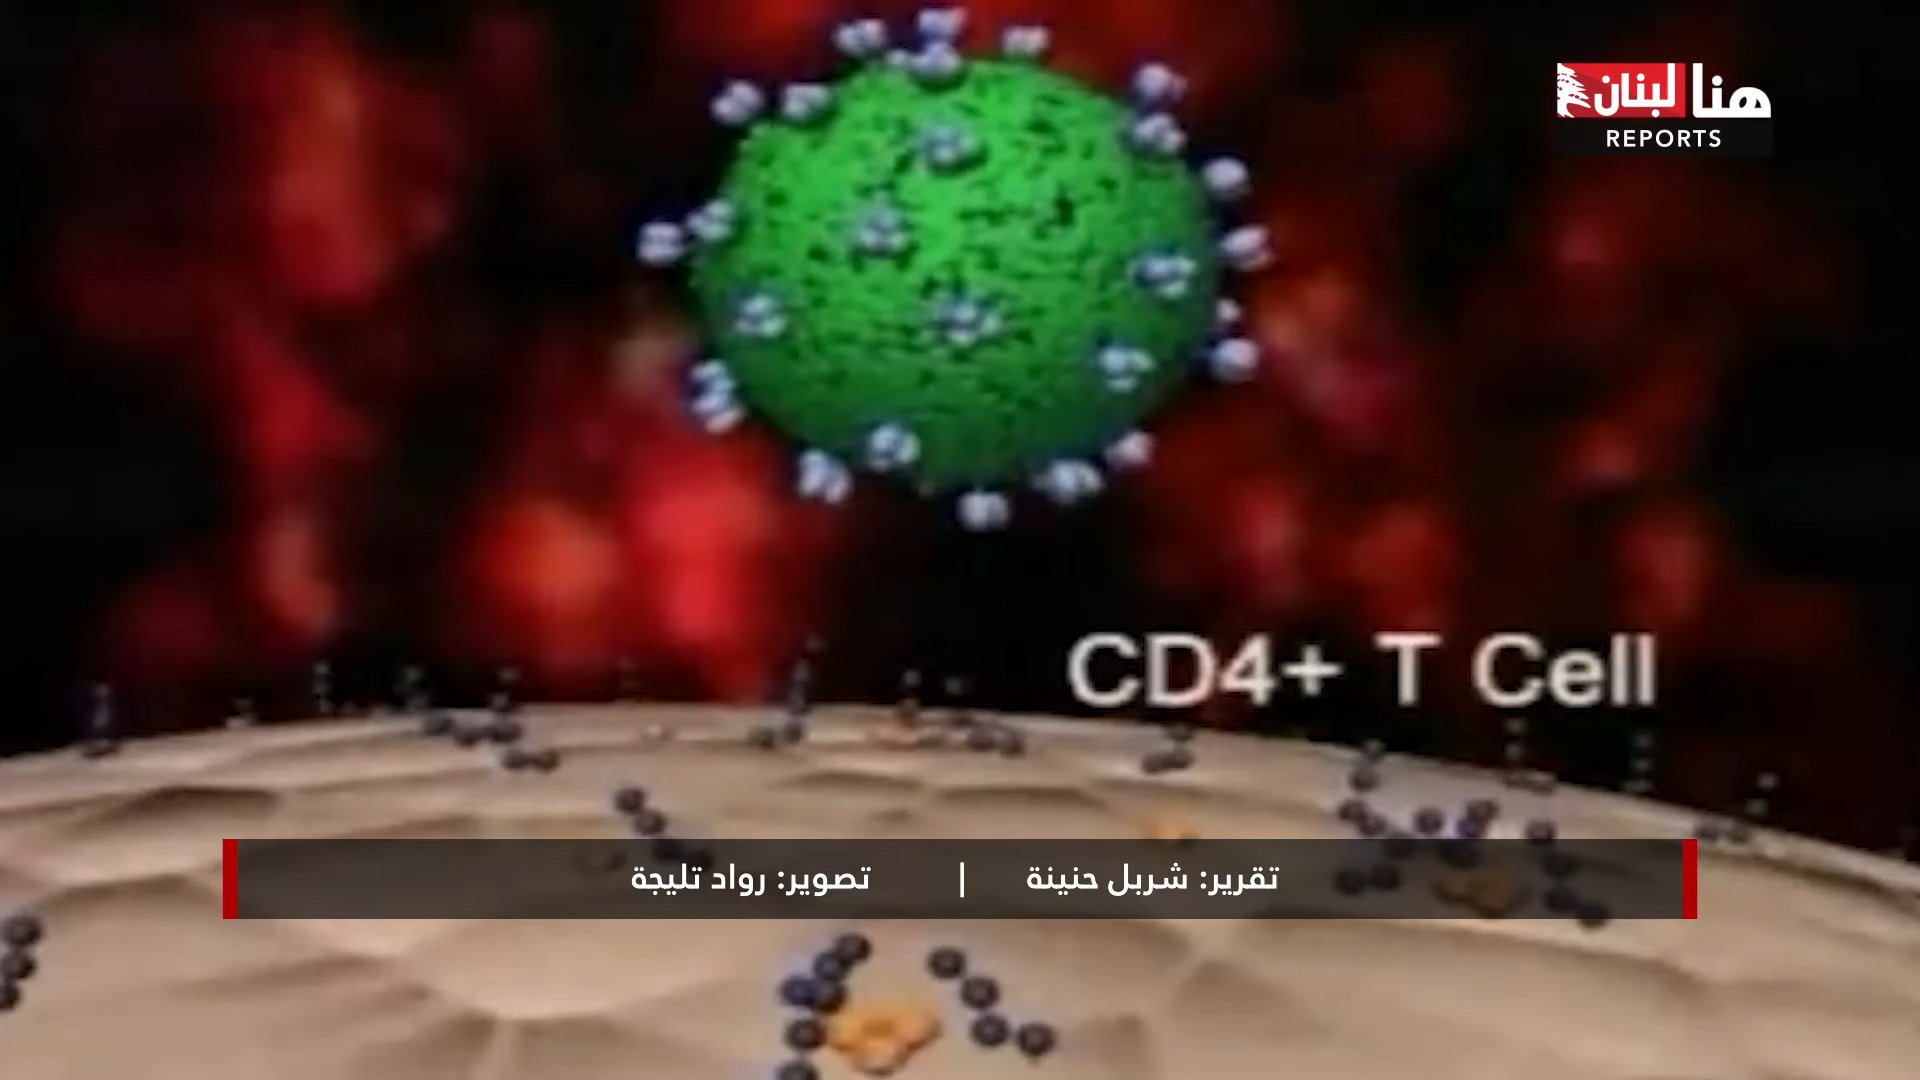 هنا لبنان
REPORTS
CD4+ T Cell
تقرير: شربل حنينة | تصوير: رواد تليجة